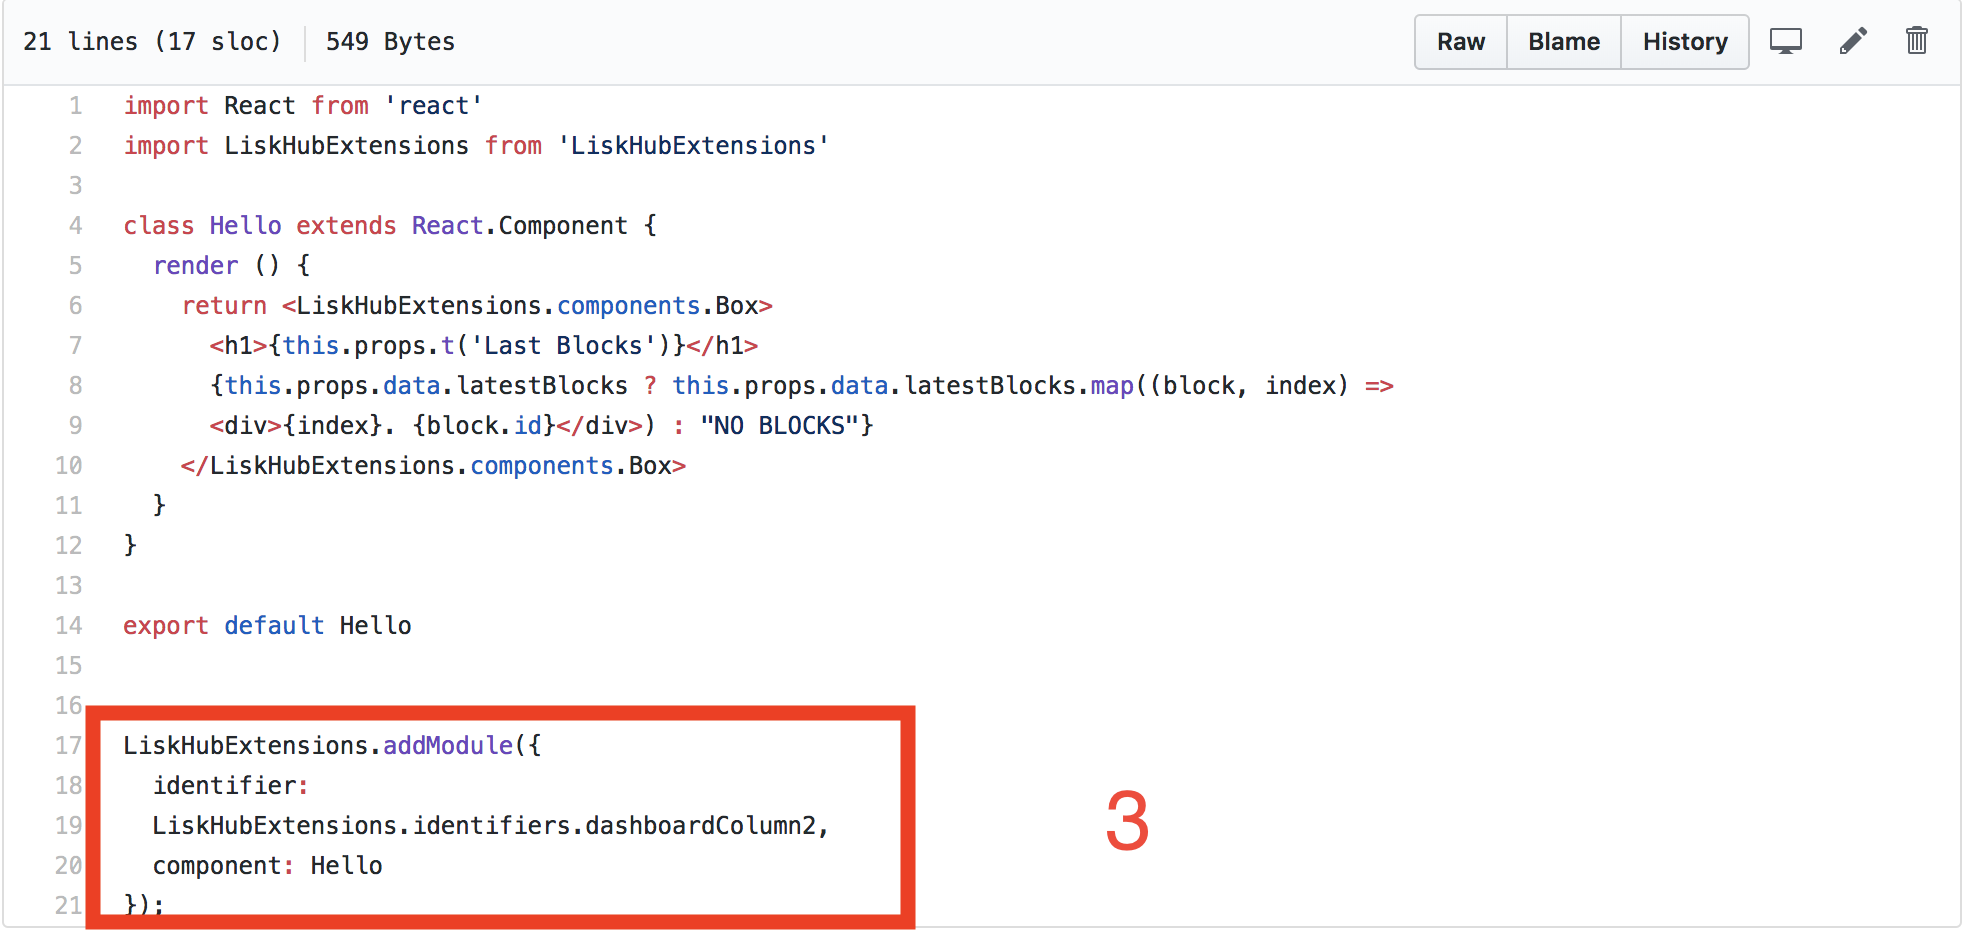 21 lines (17 sloc) 549 Bytes Raw Blame History
1 import React from 'react'
2 import LiskHubExtensions from 'LiskHubExtensions'
3
4 class Hello extends React.Component {
5 render () {
6 return <LiskHubExtensions.components.Box>
7 <h1>{this.props.t('Last Blocks')}</h1>
8 {this.props.data.latestBlocks ? this.props.data.latestBlocks.map((block, index) =>
9 <div>{index}. {block.id}</div>) : "NO BLOCKS"}
10 </LiskHubExtensions.components.Box>
11 }
12 }
13
14 export default Hello
15
16
17 LiskHubExtensions.addModule({
18 identifier:
19 LiskHubExtensions.identifiers.dashboardColumn2,
20 component: Hello
21 });
3